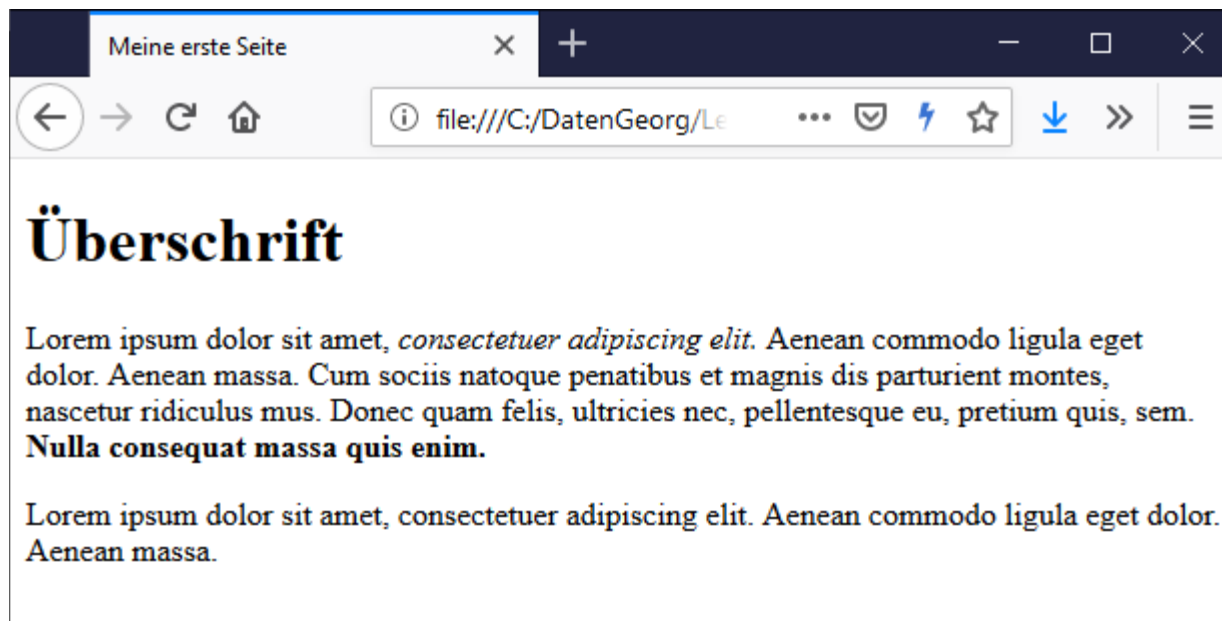 Meine erste Seite
file:///C:/DatenGeorg/Le
Überschrift
Lorem ipsum dolor sit amet, consectetuer adipiscing elit. Aenean commodo ligula eget
dolor. Aenean massa. Cum sociis natoque penatibus et magnis dis parturient montes,
nascetur ridiculus mus. Donec quam felis, ultricies nec, pellentesque eu, pretium quis, sem.
Nulla consequat massa quis enim.
Lorem ipsum dolor sit amet, consectetuer adipiscing elit. Aenean commodo ligula eget dolor.
Aenean massa.